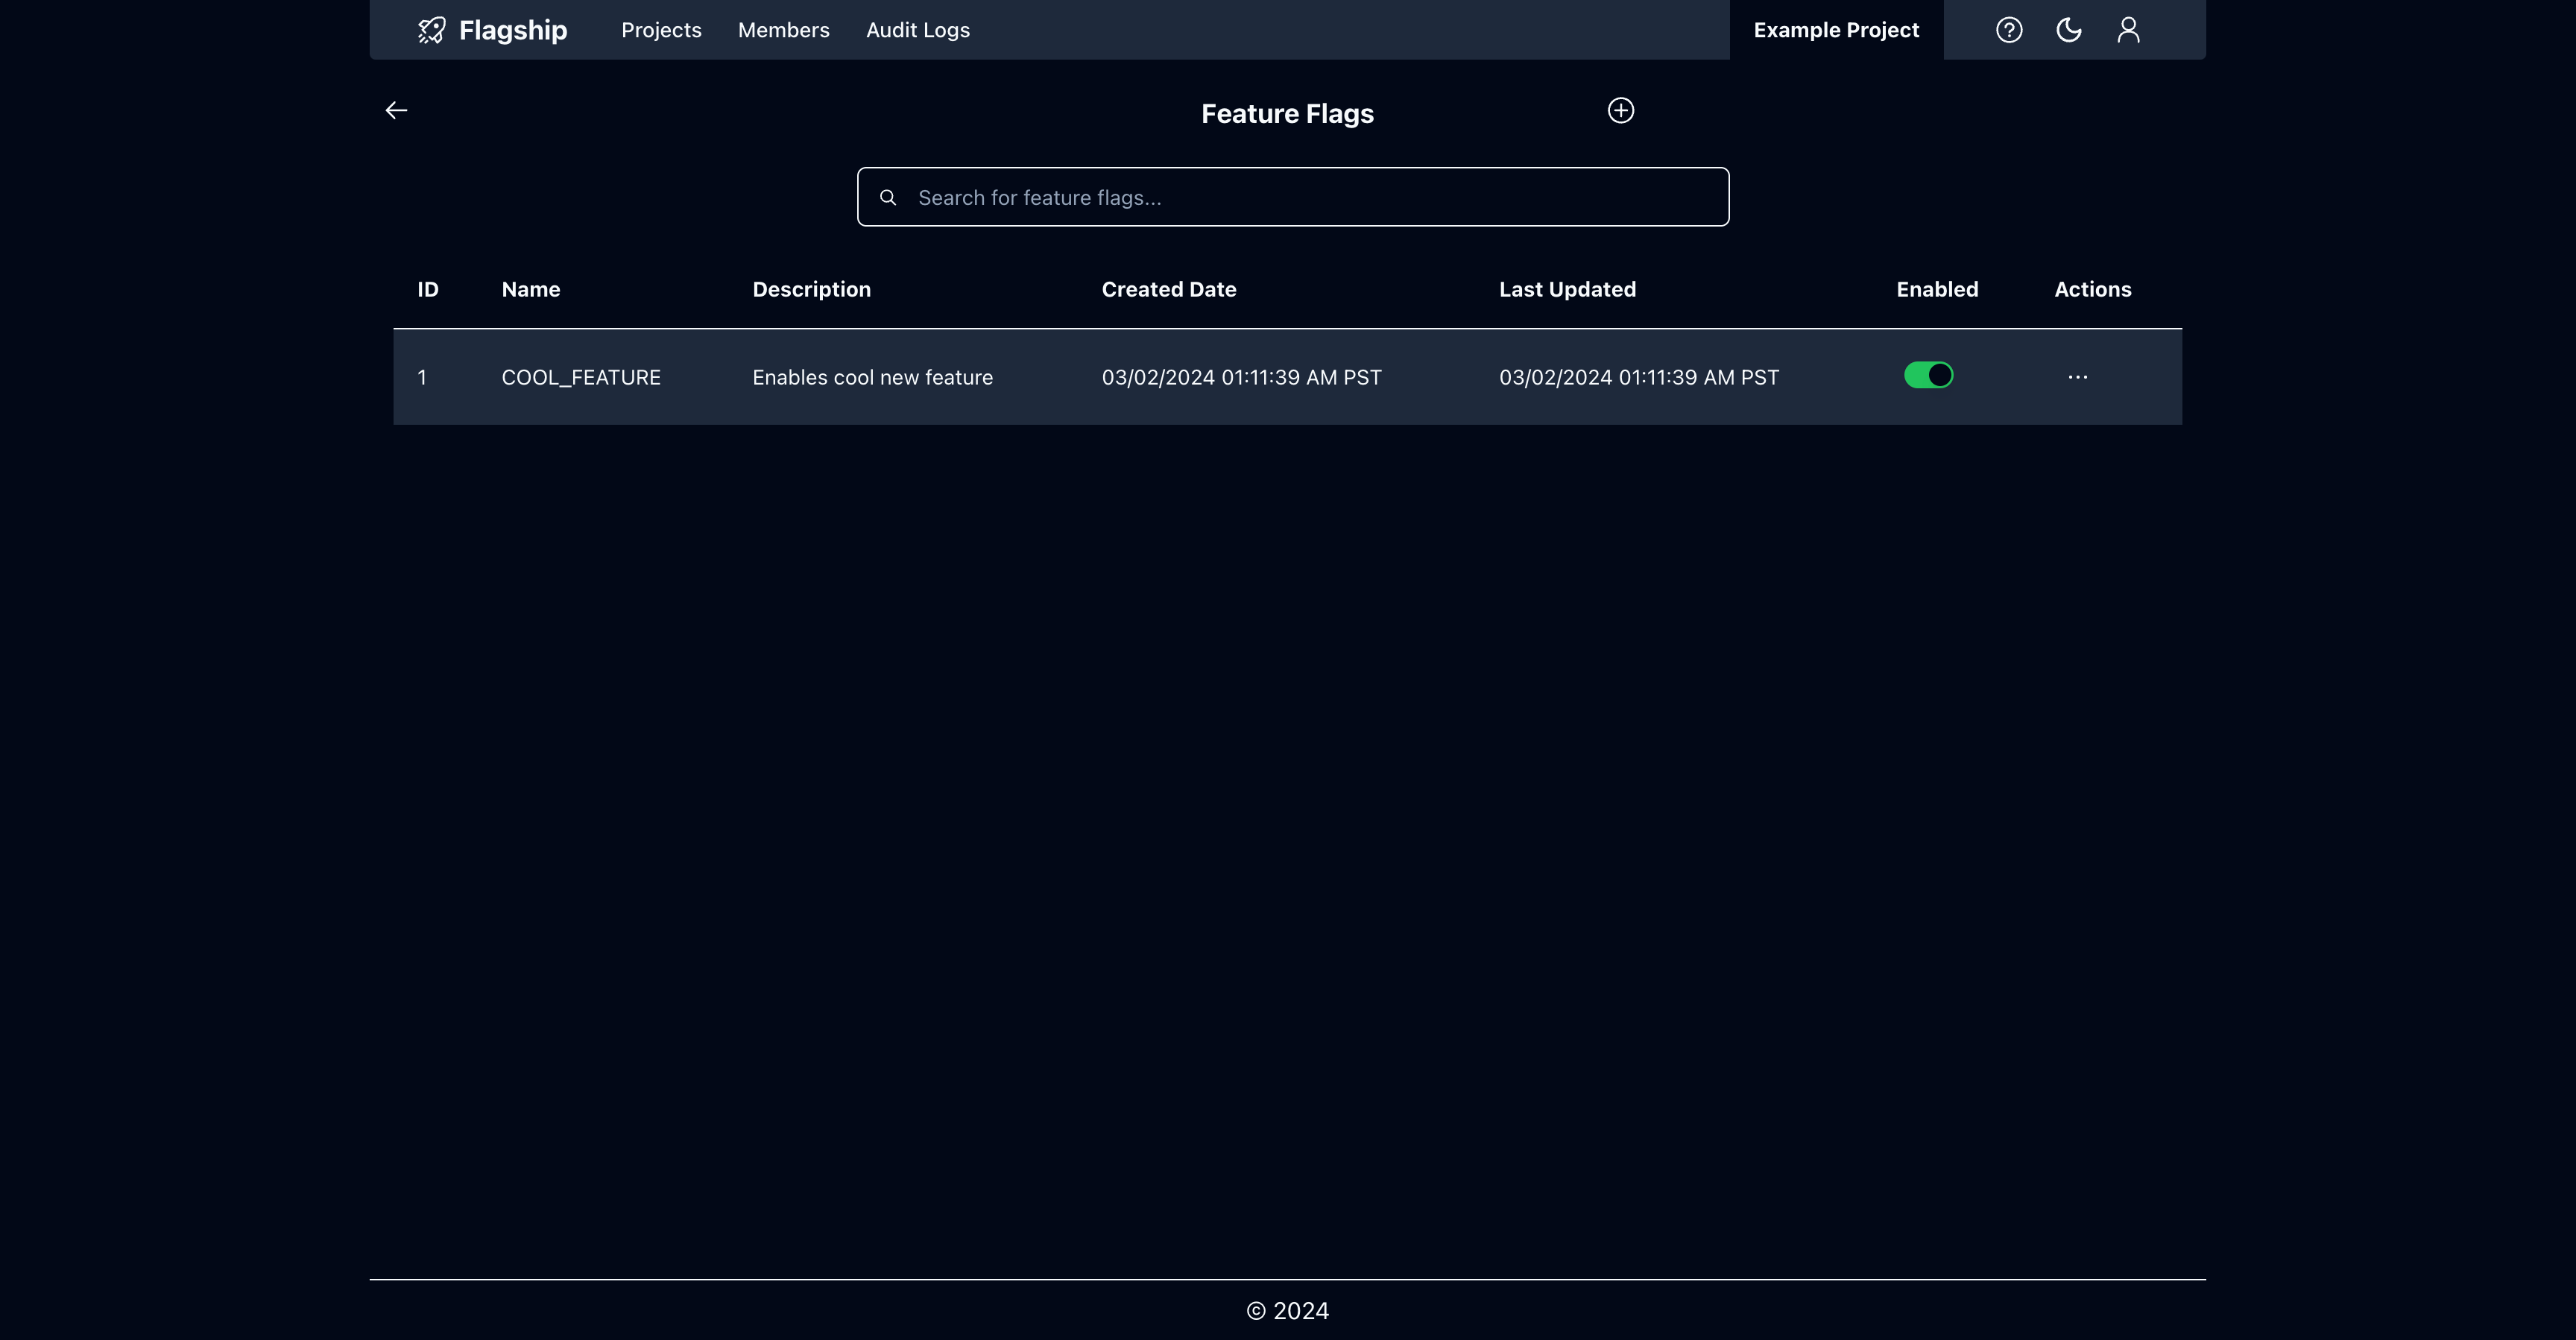 Flagship Projects Members Audit Logs Example Project
Feature Flags
Search for feature flags...
ID Name Description Created Date Last Updated Enabled Actions
1 COOL_FEATURE Enables cool new feature 03/02/2024 01:11:39 AM PST 03/02/2024 01:11:39 AM PST
© 2024